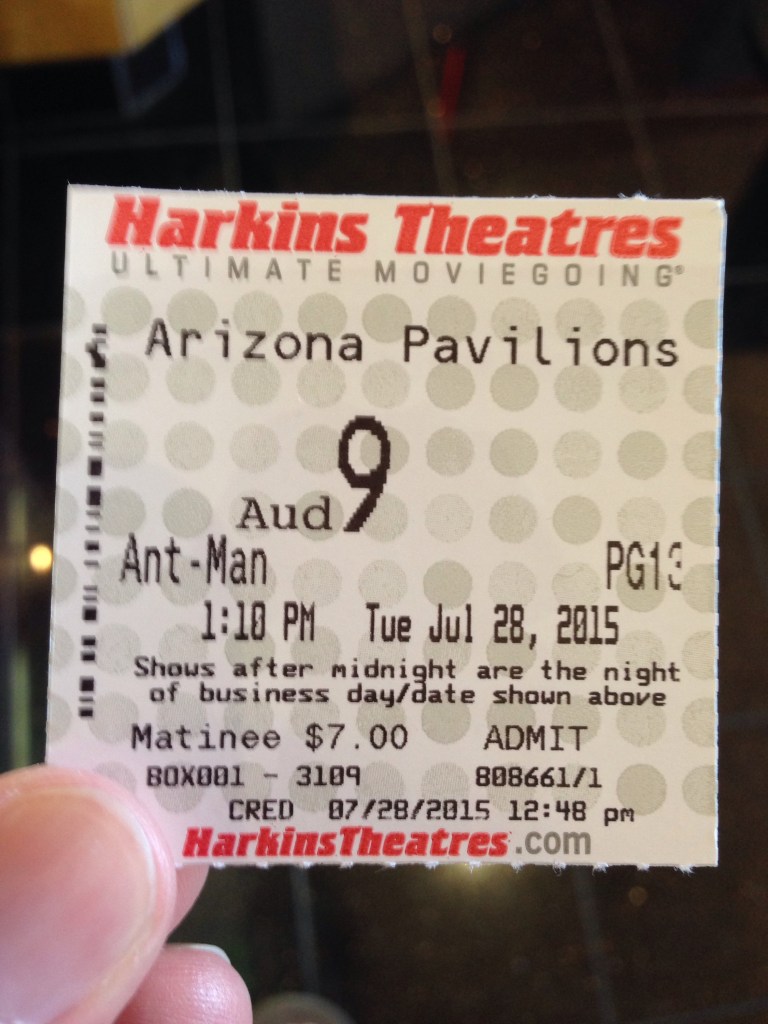 Harkins Theatres
ULTIMATE MOVIEGOING®
Arizona Pavilions
Aud 9
Ant-Man PG13
1:10 PM Tue Jul 28, 2015
Shows after midnight are the night
of business day/date shown above
Matinee $7.00 ADMIT
BOX001 - 3109 808661/1
CRED 07/28/2015 12:48 pm
HarkinsTheatres.com